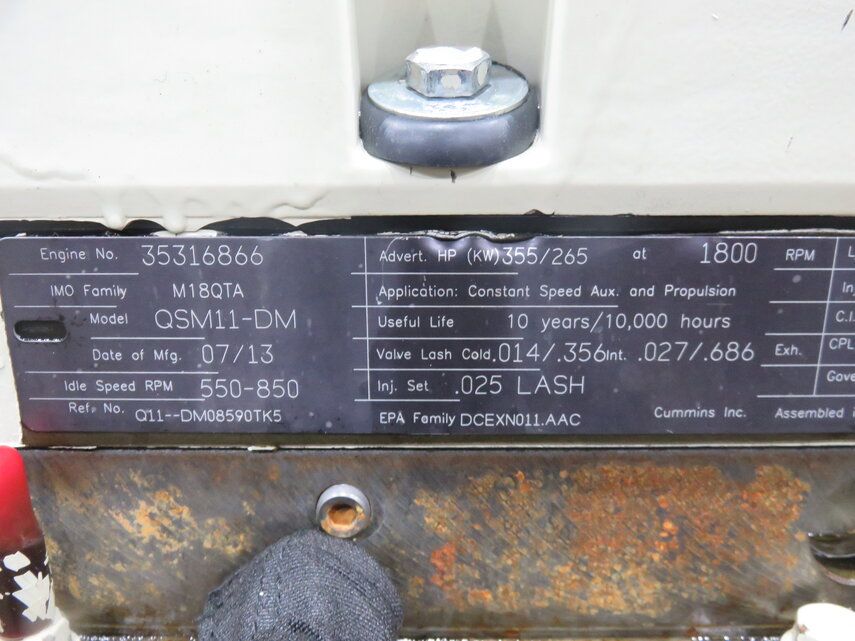 Engine No. 35316866
IMO Family M18QTA
Model QSM11-DM
Date of Mfg. 07/13
Idle Speed RPM 550-850
Ref. No. Q11--DM08590TK5
Advert. HP (KW) 355/265 at 1800 RPM
Application: Constant Speed Aux. and Propulsion
Useful Life 10 years/10,000 hours
Valve Lash Cold .014/.356 Int. .027/.686 Exh.
Inj. Set .025 LASH
EPA Family DCEXN011.AAC Cummins Inc. Assembled
L
In
C.I.
CPL
Gove